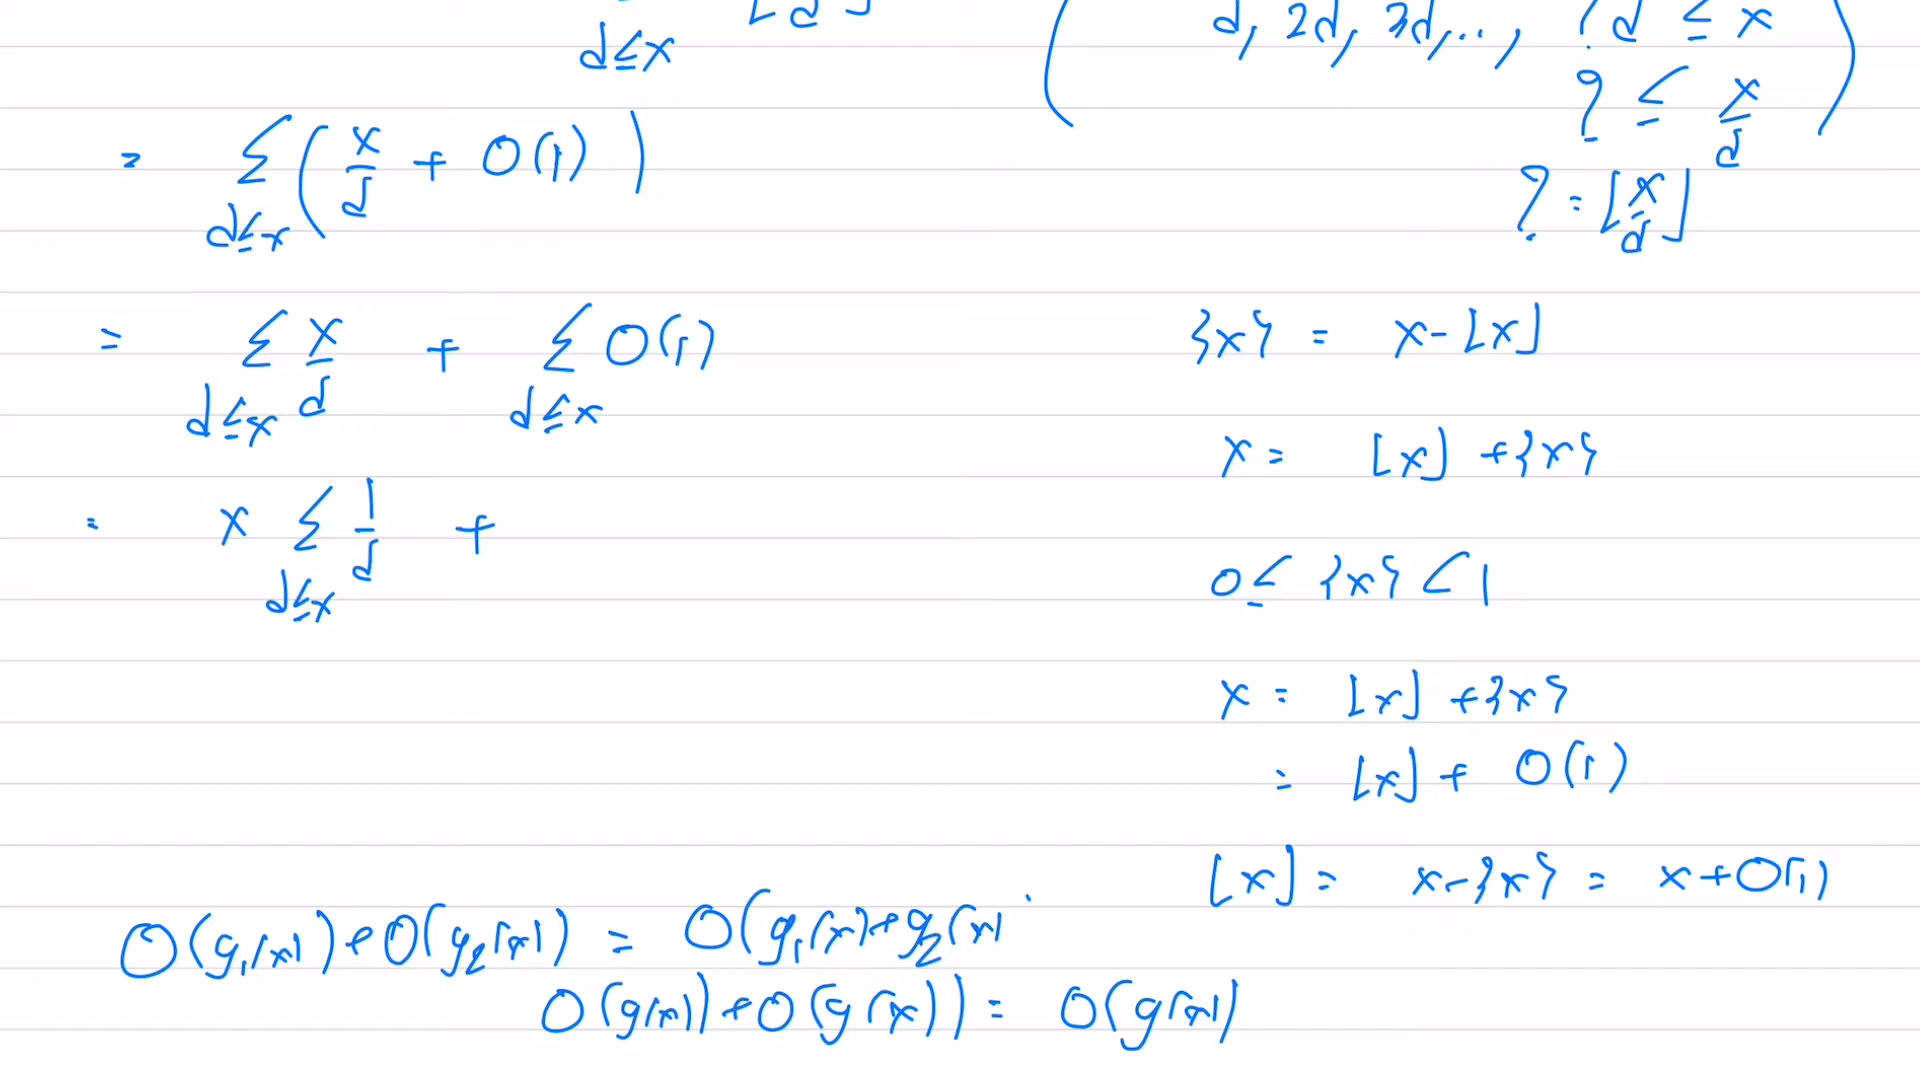 ⌊d⌋
d≤x
= ∑ ( x/d + O(1) )
d≤x
= ∑ x/d + ∑ O(1)
d≤x d≤x
= x ∑ 1/d +
d≤x
d, 2d, 3d, .., ?d ≤ x
? ≤ x/d
? = ⌊x/d⌋
{x} = x-⌊x⌋
x = ⌊x⌋ +{x}
0≤ {x} < 1
x = ⌊x⌋ +{x}
= ⌊x⌋ + O(1)
⌊x⌋ = x-{x} = x+O(1)
O(g₁(x))+O(g₂(x)) = O(g₁(x)+g₂(x)
O(g(x))+O(g(x)) = O(g(x))